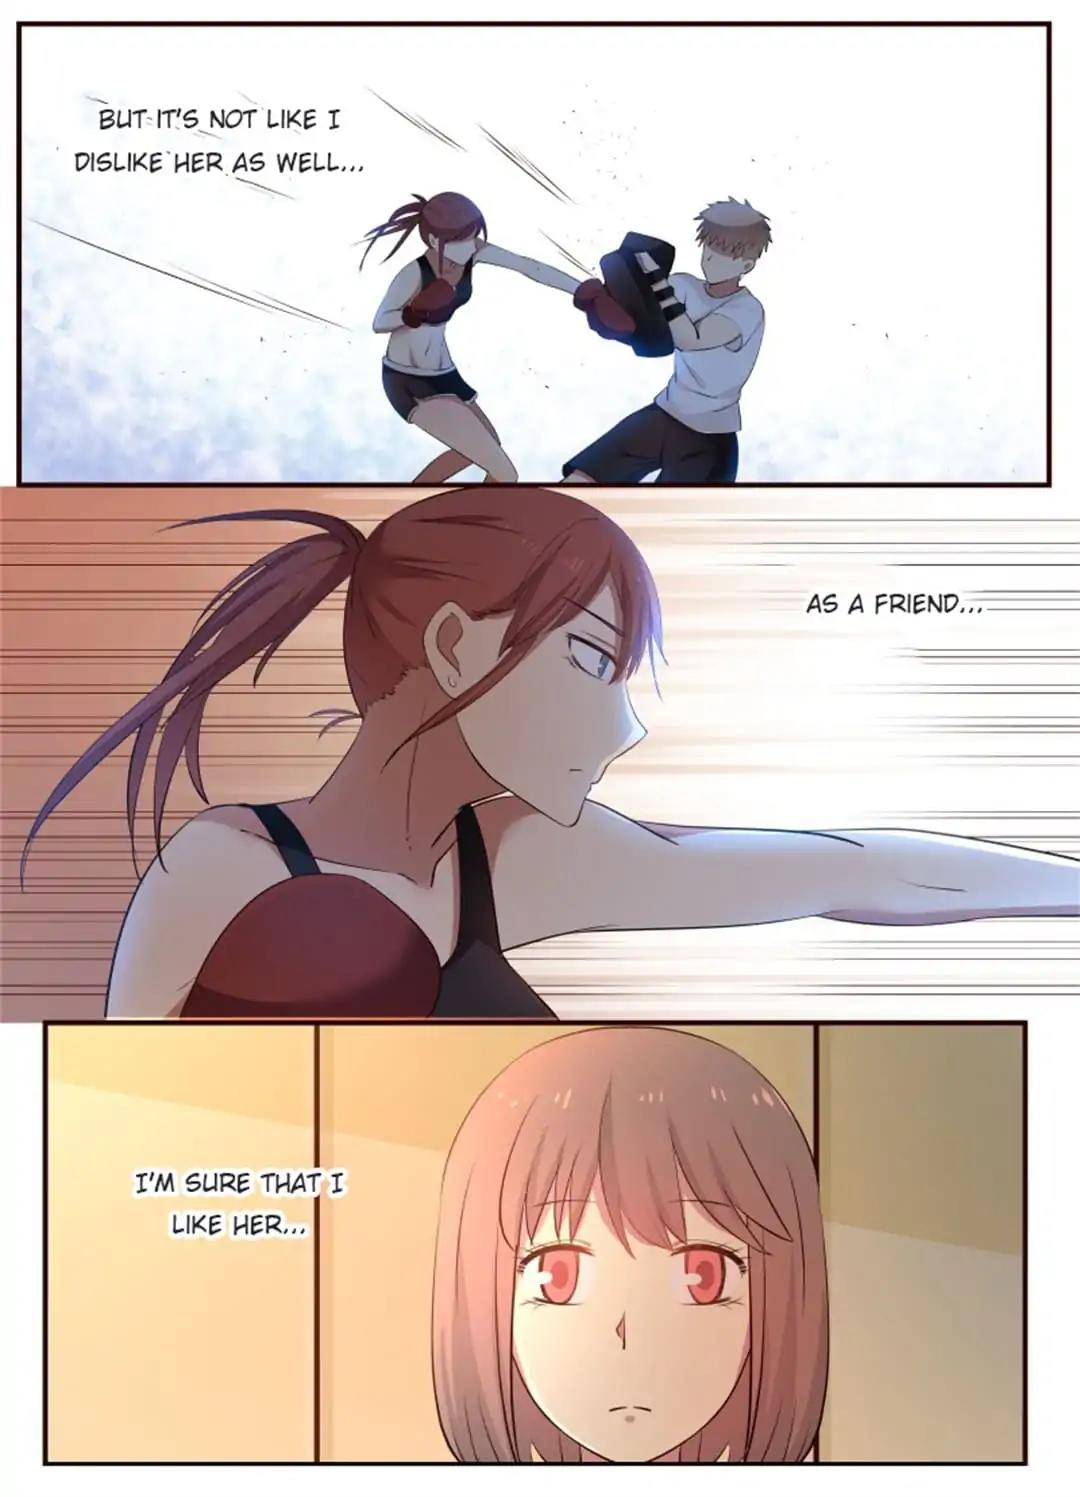 BUT IT'S NOT LIKE I
DISLIKE HER AS WELL...
AS A FRIEND...
I'M SURE THAT I
LIKE HER...